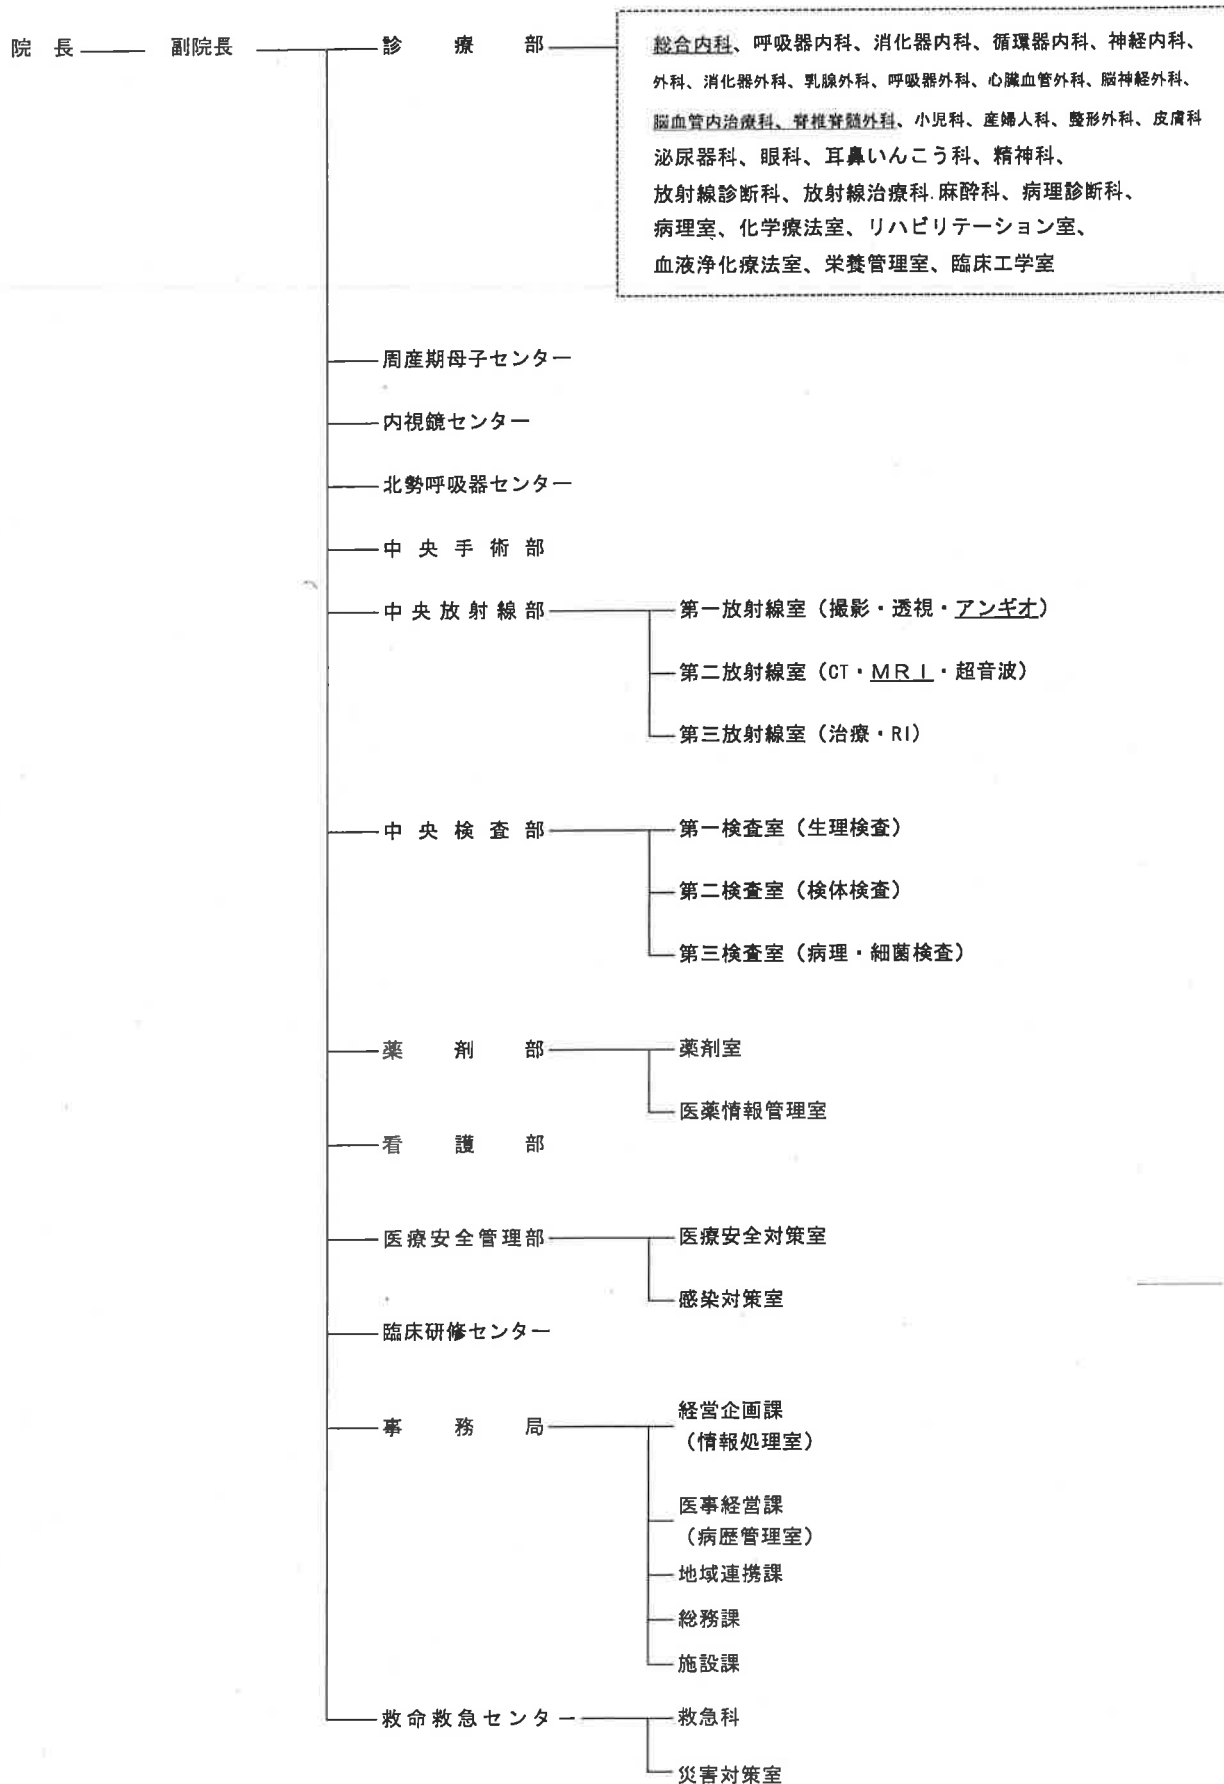 院長 副院長 診療部
総合内科、呼吸器内科、消化器内科、循環器内科、神経内科、
外科、消化器外科、乳腺外科、呼吸器外科、心臓血管外科、脳神経外科、
脳血管内治療科、脊椎脊髄外科、小児科、産婦人科、整形外科、皮膚科
泌尿器科、眼科、耳鼻いんこう科、精神科、
放射線診断科、放射線治療科.麻酔科、病理診断科、
病理室、化学療法室、リハビリテーション室、
血液浄化療法室、栄養管理室、臨床工学室
周産期母子センター
内視鏡センター
北勢呼吸器センター
中央手術部
中央放射線部 第一放射線室（撮影・透視・アンギオ）
第二放射線室（CT・ＭＲＩ・超音波）
第三放射線室（治療・RI）
中央検査部 第一検査室（生理検査）
第二検査室（検体検査）
第三検査室（病理・細菌検査）
薬剤部 薬剤室
医薬情報管理室
看護部
医療安全管理部 医療安全対策室
感染対策室
臨床研修センター
事務局 経営企画課
（情報処理室）
医事経営課
（病歴管理室）
地域連携課
総務課
施設課
救命救急センター 救急科
災害対策室